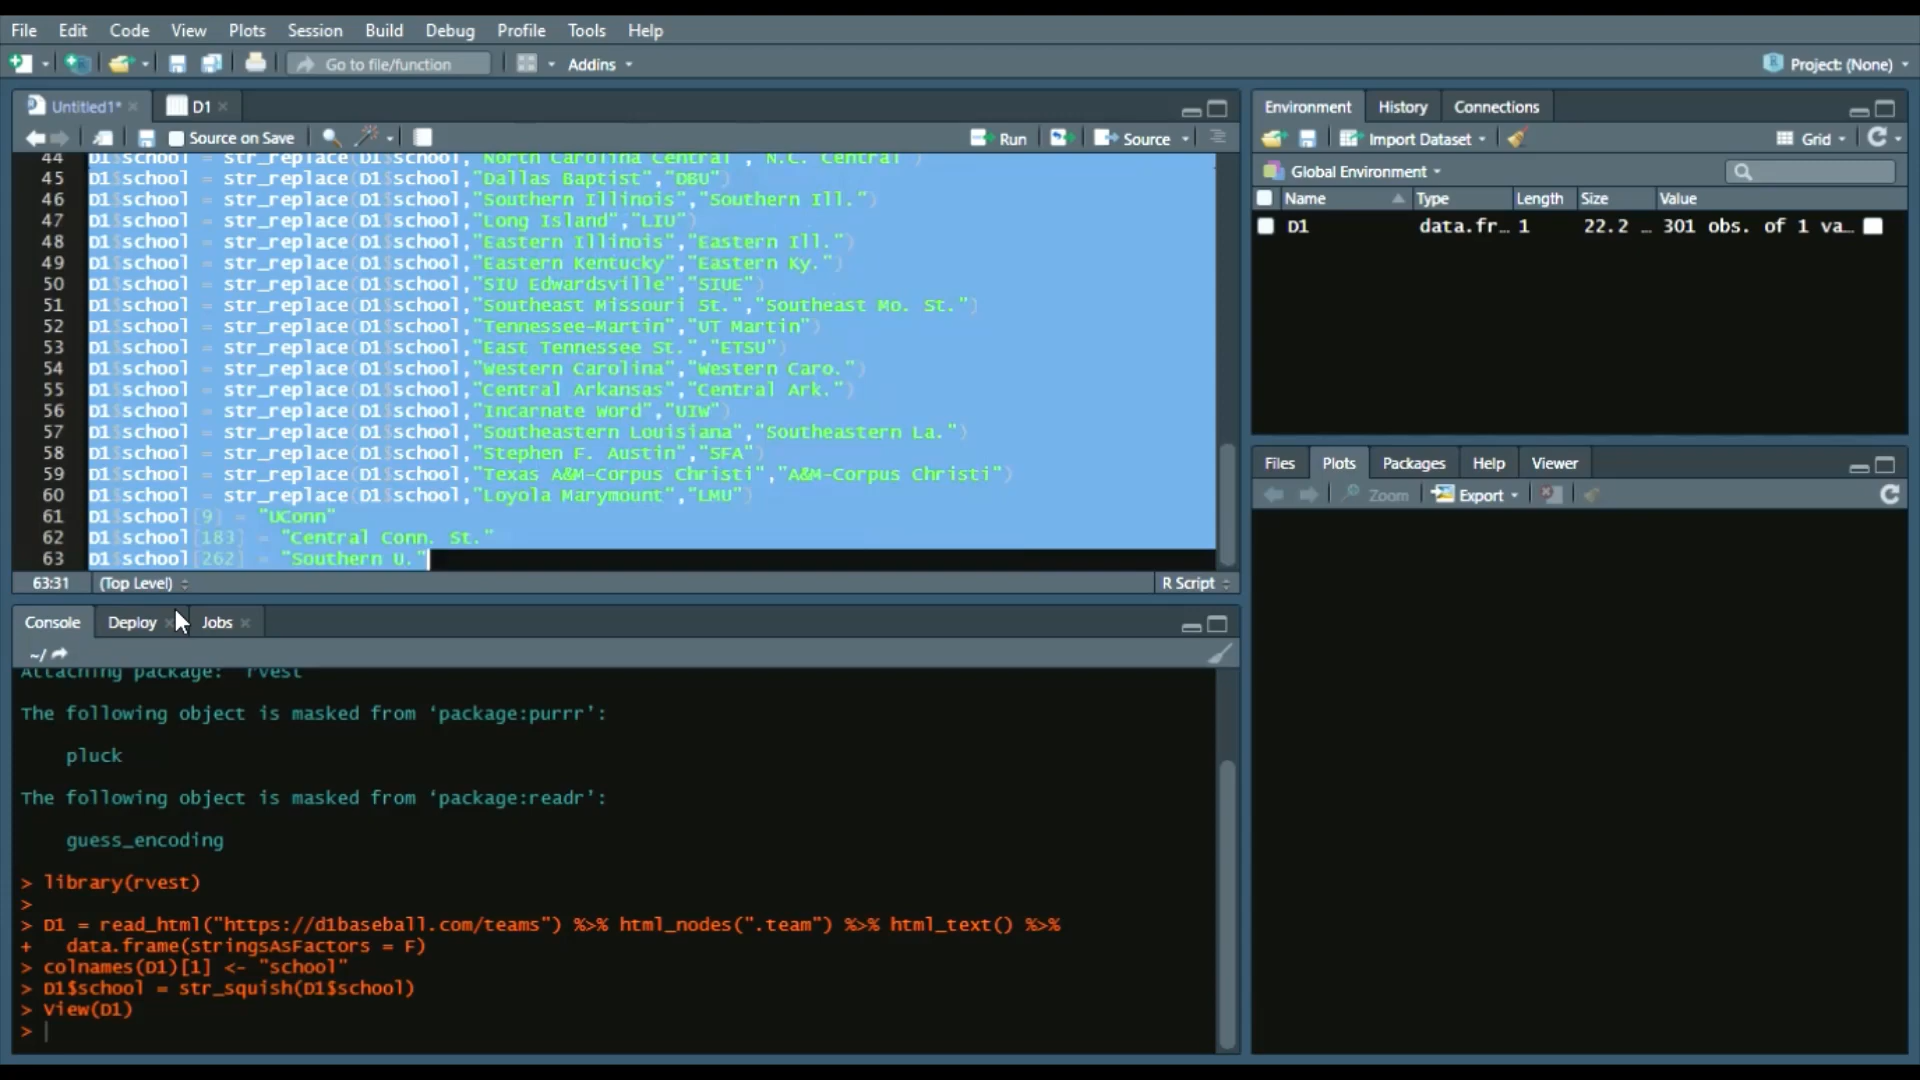 File Edit Code View Plots Session Build Debug Profile Tools Help
Go to file/function Addins Project: (None)
Untitled1* D1
Source on Save Run Source
44 D1$school = str_replace(D1$school,"North Carolina Central","N.C. Central")
45 D1$school = str_replace(D1$school,"Dallas Baptist","DBU")
46 D1$school = str_replace(D1$school,"Southern Illinois","Southern Ill.")
47 D1$school = str_replace(D1$school,"Long Island","LIU")
48 D1$school = str_replace(D1$school,"Eastern Illinois","Eastern Ill.")
49 D1$school = str_replace(D1$school,"Eastern Kentucky","Eastern Ky.")
50 D1$school = str_replace(D1$school,"SIU Edwardsville","SIUE")
51 D1$school = str_replace(D1$school,"Southeast Missouri St.","Southeast Mo. St.")
52 D1$school = str_replace(D1$school,"Tennessee-Martin","UT Martin")
53 D1$school = str_replace(D1$school,"East Tennessee St.","ETSU")
54 D1$school = str_replace(D1$school,"Western Carolina","Western Caro.")
55 D1$school = str_replace(D1$school,"Central Arkansas","Central Ark.")
56 D1$school = str_replace(D1$school,"Incarnate Word","UIW")
57 D1$school = str_replace(D1$school,"Southeastern Louisiana","Southeastern La.")
58 D1$school = str_replace(D1$school,"Stephen F. Austin","SFA")
59 D1$school = str_replace(D1$school,"Texas A&M-Corpus Christi","A&M-Corpus Christi")
60 D1$school = str_replace(D1$school,"Loyola Marymount","LMU")
61 D1$school[9] = "UConn"
62 D1$school[183] = "Central Conn. St."
63 D1$school[262] = "Southern U."
63:31 (Top Level) R Script
Console Deploy Jobs
~/
Attaching package: ‘rvest’
The following object is masked from ‘package:purrr’:
pluck
The following object is masked from ‘package:readr’:
guess_encoding
> library(rvest)
>
> D1 = read_html("https://d1baseball.com/teams") %>% html_nodes(".team") %>% html_text() %>%
+ data.frame(stringsAsFactors = F)
> colnames(D1)[1] <- "school"
> D1$school = str_squish(D1$school)
> View(D1)
>
Environment History Connections
Import Dataset Grid
Global Environment
Name Type Length Size Value
D1 data.fr… 1 22.2 … 301 obs. of 1 va…
Files Plots Packages Help Viewer
Zoom Export